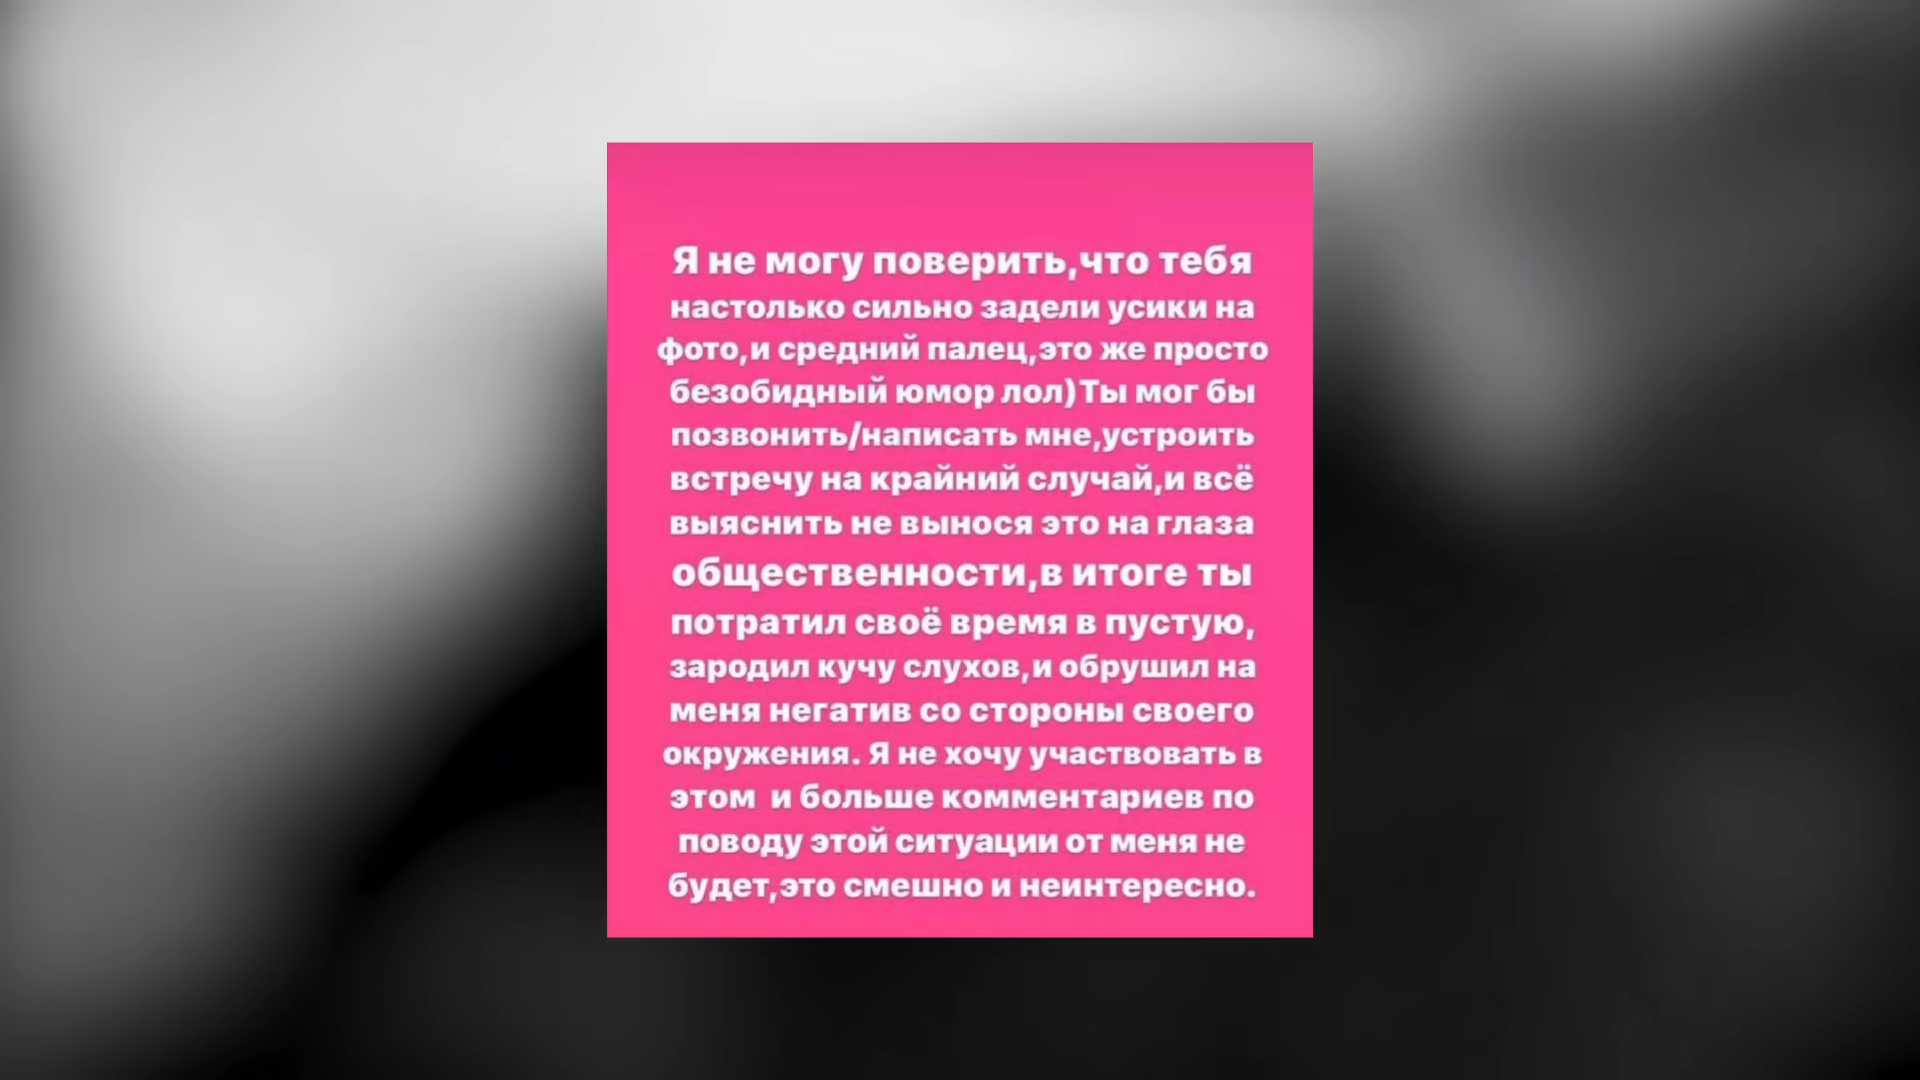 Я не могу поверить,что тебя
настолько сильно задели усики на
фото,и средний палец,это же просто
безобидный юмор лол)Ты мог бы
позвонить/написать мне,устроить
встречу на крайний случай,и всё
выяснить не вынося это на глаза
общественности,в итоге ты
потратил своё время в пустую,
зародил кучу слухов,и обрушил на
меня негатив со стороны своего
окружения. Я не хочу участвовать в
этом  и больше комментариев по
поводу этой ситуации от меня не
будет,это смешно и неинтересно.